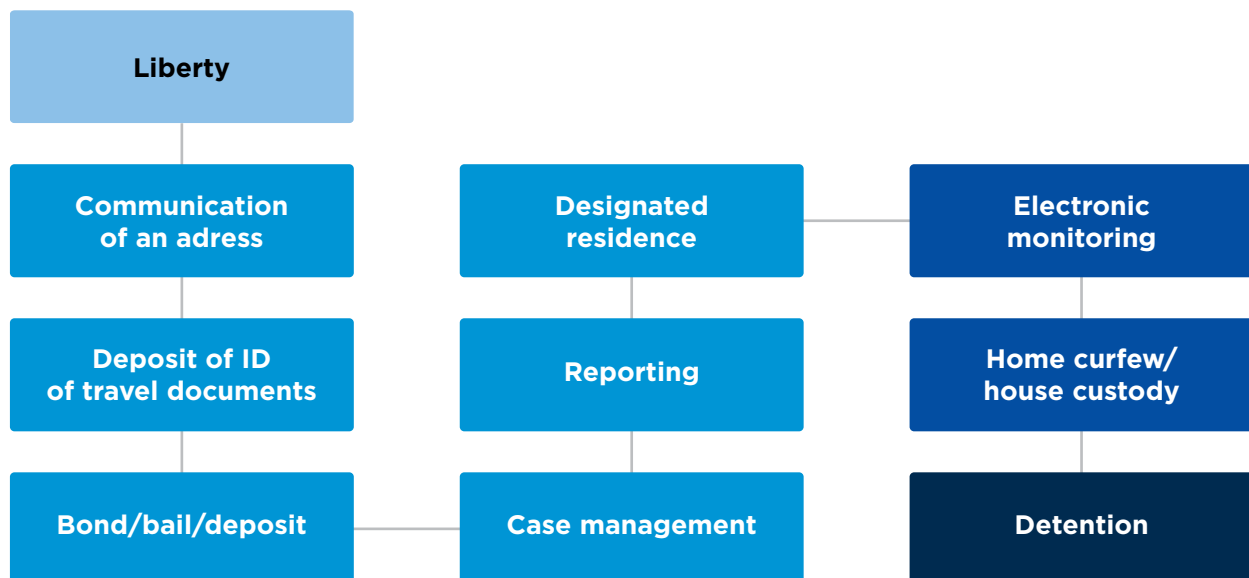 Liberty
Communication
of an adress
Deposit of ID
of travel documents
Bond/bail/deposit
Case management
Reporting
Designated
residence
Electronic
monitoring
Home curfew/
house custody
Detention